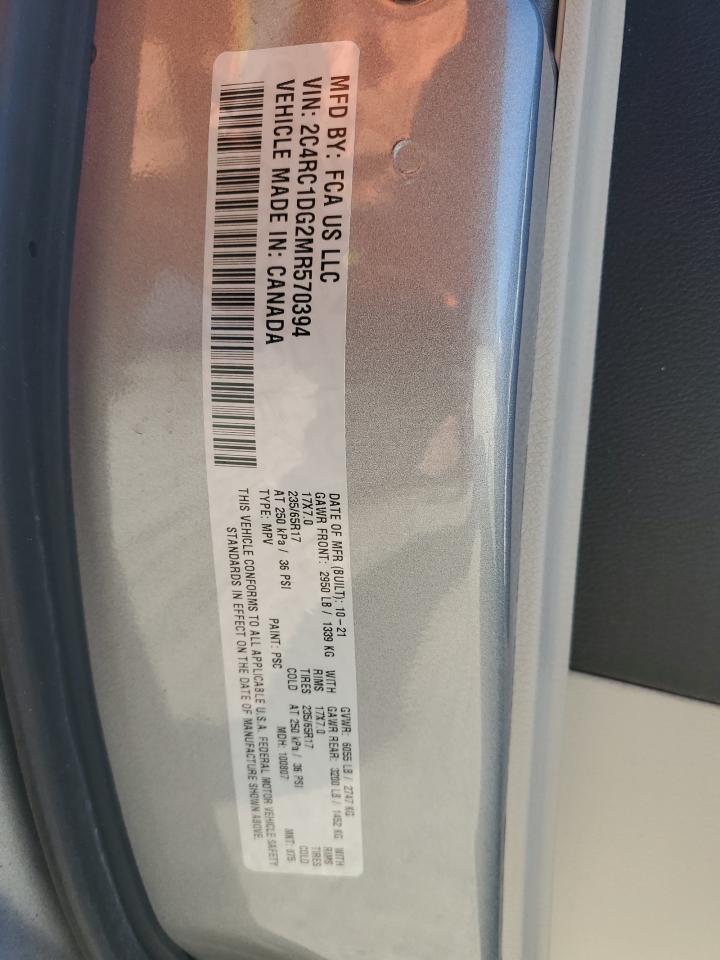 MFD BY: FCA US LLC
VIN: 2C4RC1DG2MR570394
VEHICLE MADE IN: CANADA
DATE OF MFR (BUILT): 10-21 GVWR: 6055 LB / 2747 KG
GAWR FRONT: 2950 LB / 1339 KG WITH GAWR REAR: 3200 LB / 1452 KG WITH
17X7.0 RIMS 17X7.0 RIMS
235/65R17 TIRES 235/65R17 TIRES
AT 250 kPa / 36 PSI COLD AT 250 kPa / 36 PSI COLD
TYPE: MPV PAINT: PSC MDH: 100807 MKT:
THIS VEHICLE CONFORMS TO ALL APPLICABLE U.S.A. FEDERAL MOTOR VEHICLE SAFETY
STANDARDS IN EFFECT ON THE DATE OF MANUFACTURE SHOWN ABOVE.